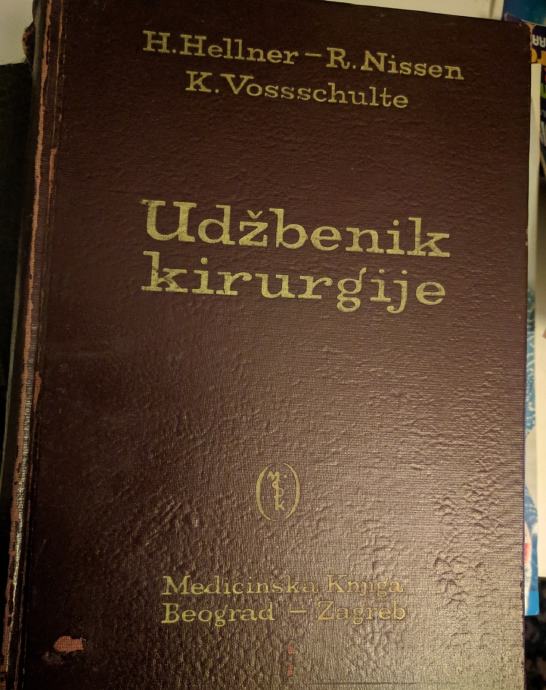 H. Hellner – R. Nissen
K. Vossschulte
Udžbenik
kirurgije
Medicinska Knjiga
Beograd – Zagreb